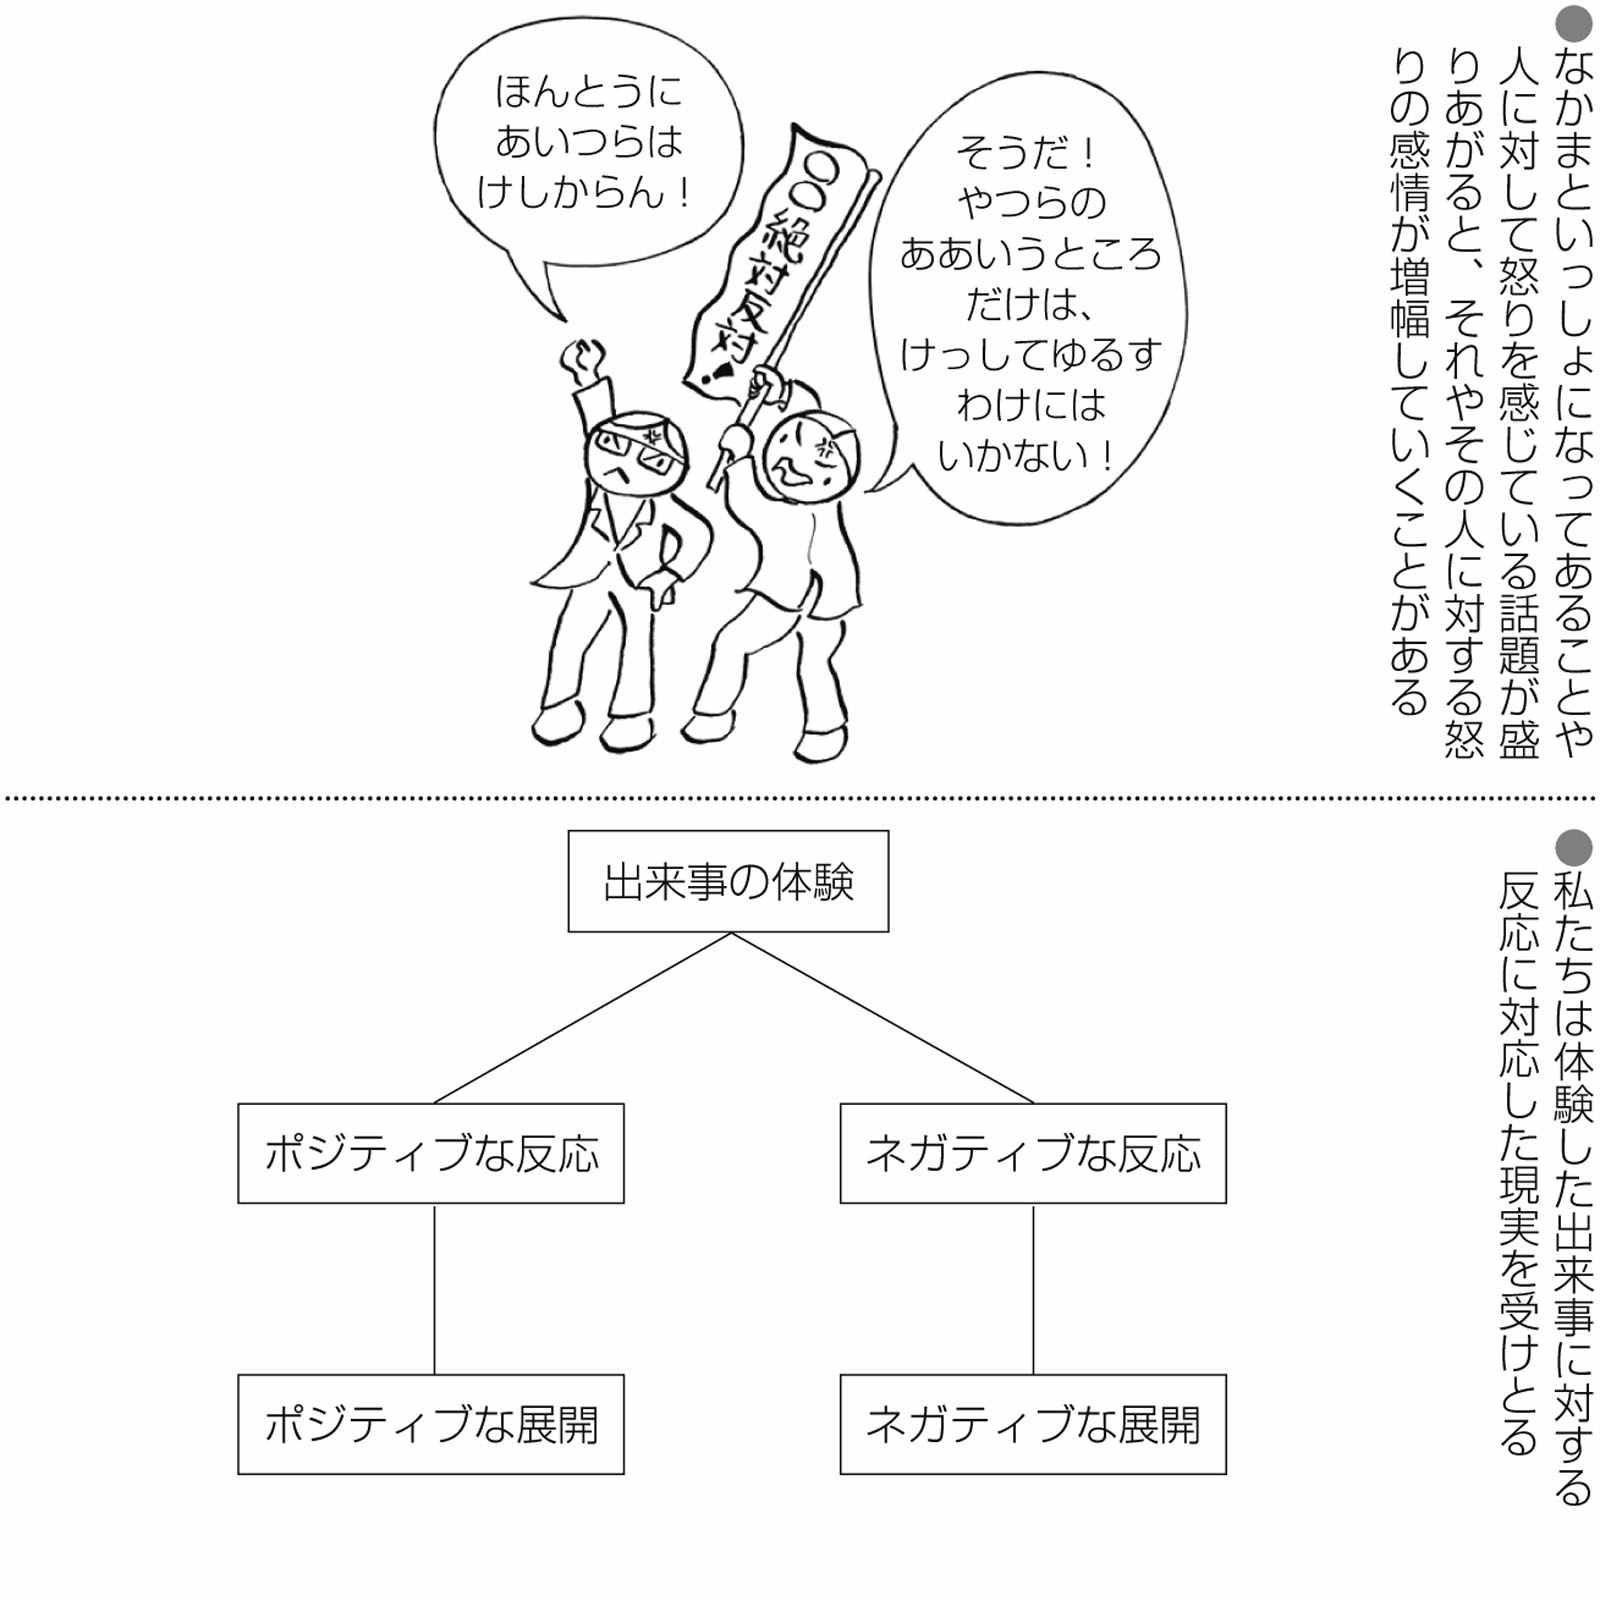 ●なかまといっしょになってあることや
人に対して怒りを感じている話題が盛
りあがると、それやその人に対する怒
りの感情が増幅していくことがある
そうだ！
やつらの
ああいうところ
だけは、
けっしてゆるす
わけには
いかない！
〇〇絶対反対！
ほんとうに
あいつらは
けしからん！
●私たちは体験した出来事に対する
反応に対応した現実を受けとる
出来事の体験
ポジティブな反応
ネガティブな反応
ポジティブな展開
ネガティブな展開